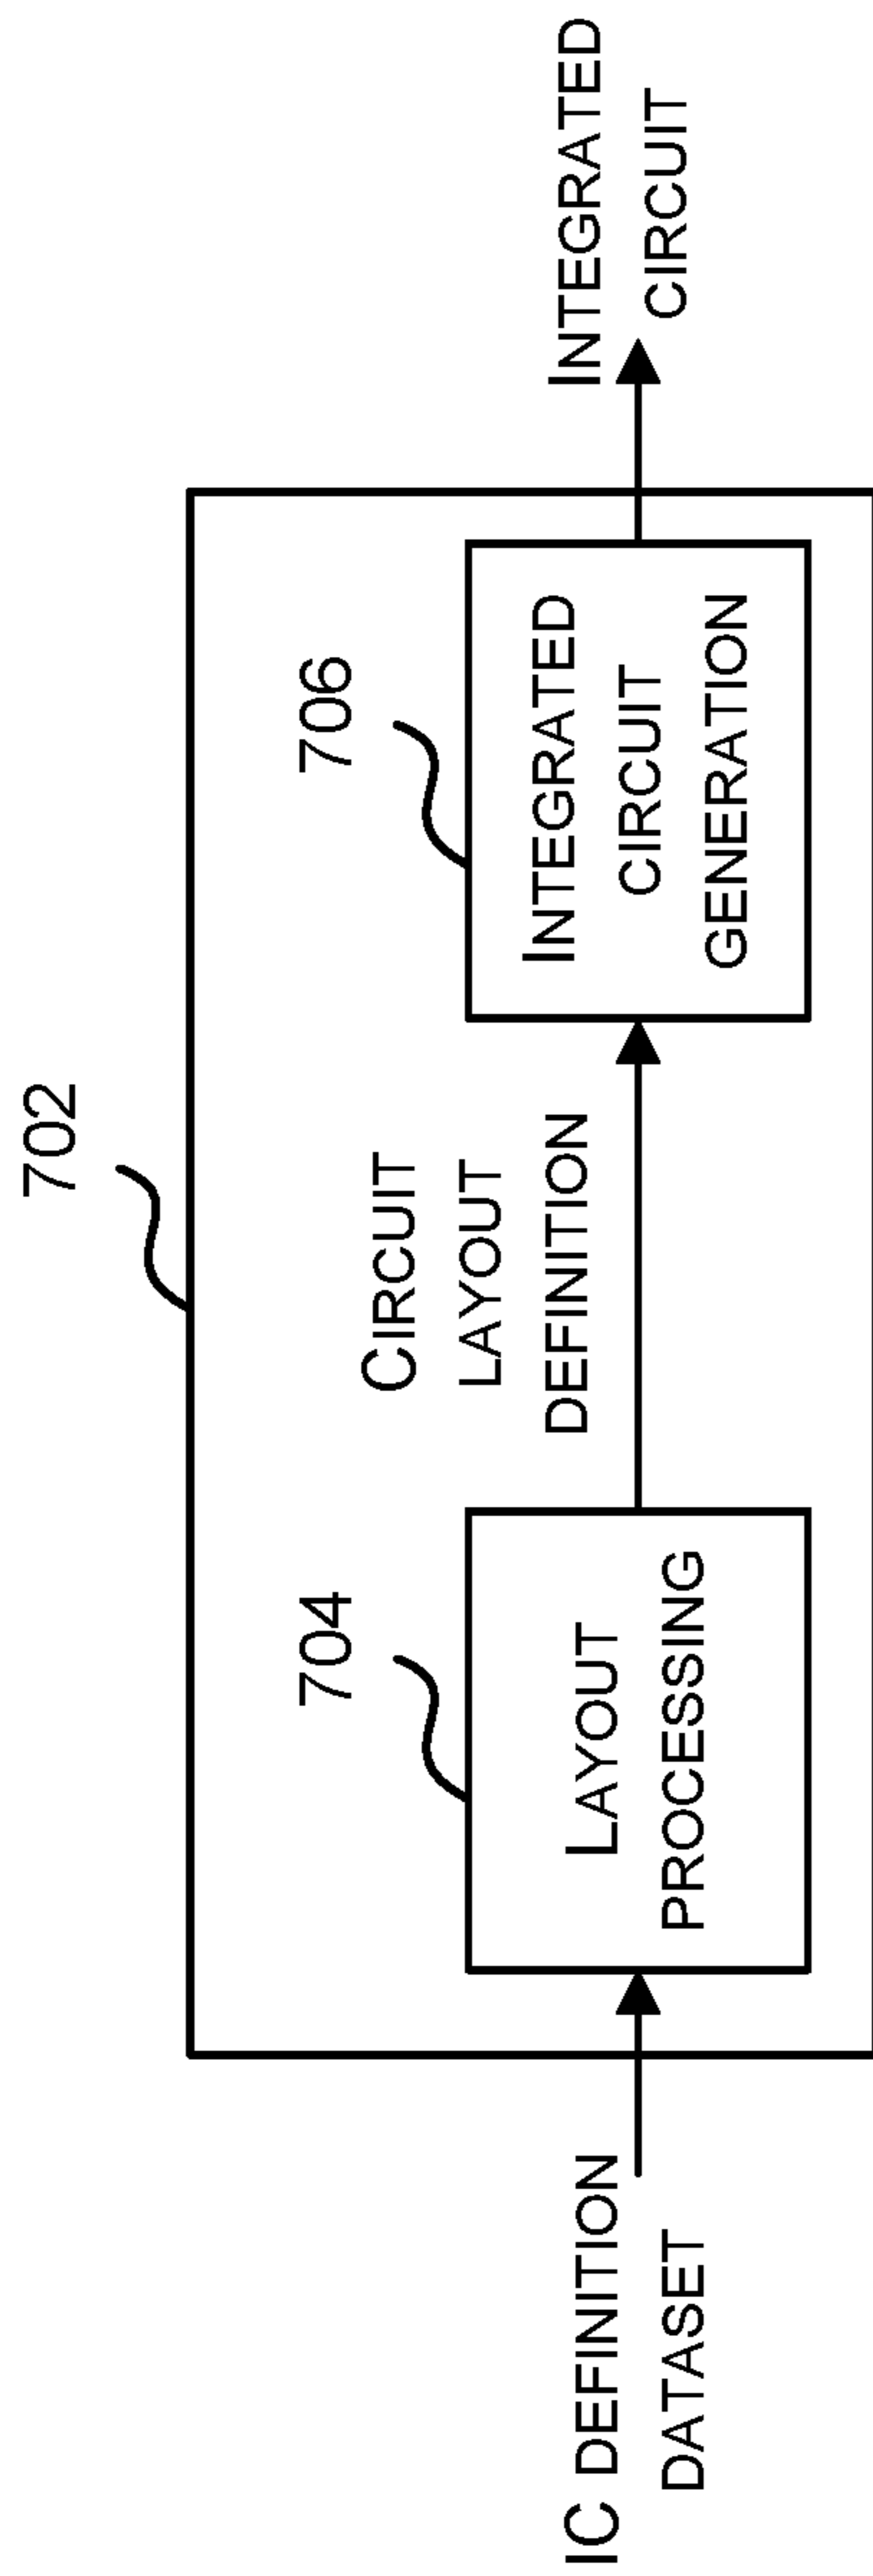 702
704
706
IC DEFINITION
DATASET
LAYOUT
PROCESSING
CIRCUIT
LAYOUT
DEFINITION
INTEGRATED
CIRCUIT
GENERATION
INTEGRATED
CIRCUIT